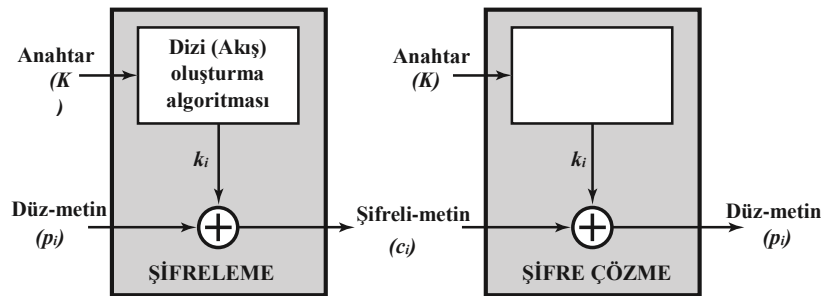 Anahtar
(K
)
Dizi (Akış)
oluşturma
algoritması
kᵢ
Düz-metin
(pᵢ)
ŞİFRELEME
Şifreli-metin
(cᵢ)
Anahtar
(K)
kᵢ
ŞİFRE ÇÖZME
Düz-metin
(pᵢ)